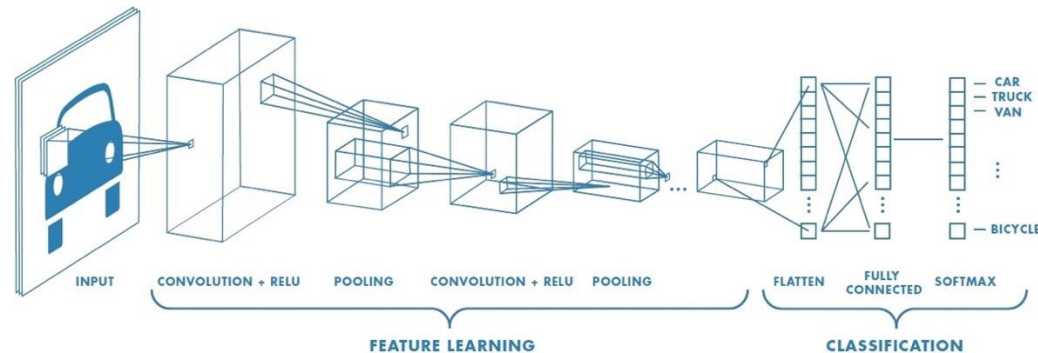 CAR
TRUCK
VAN
BICYCLE
INPUT
CONVOLUTION + RELU
POOLING
CONVOLUTION + RELU
POOLING
FLATTEN
FULLY
CONNECTED
SOFTMAX
FEATURE LEARNING
CLASSIFICATION